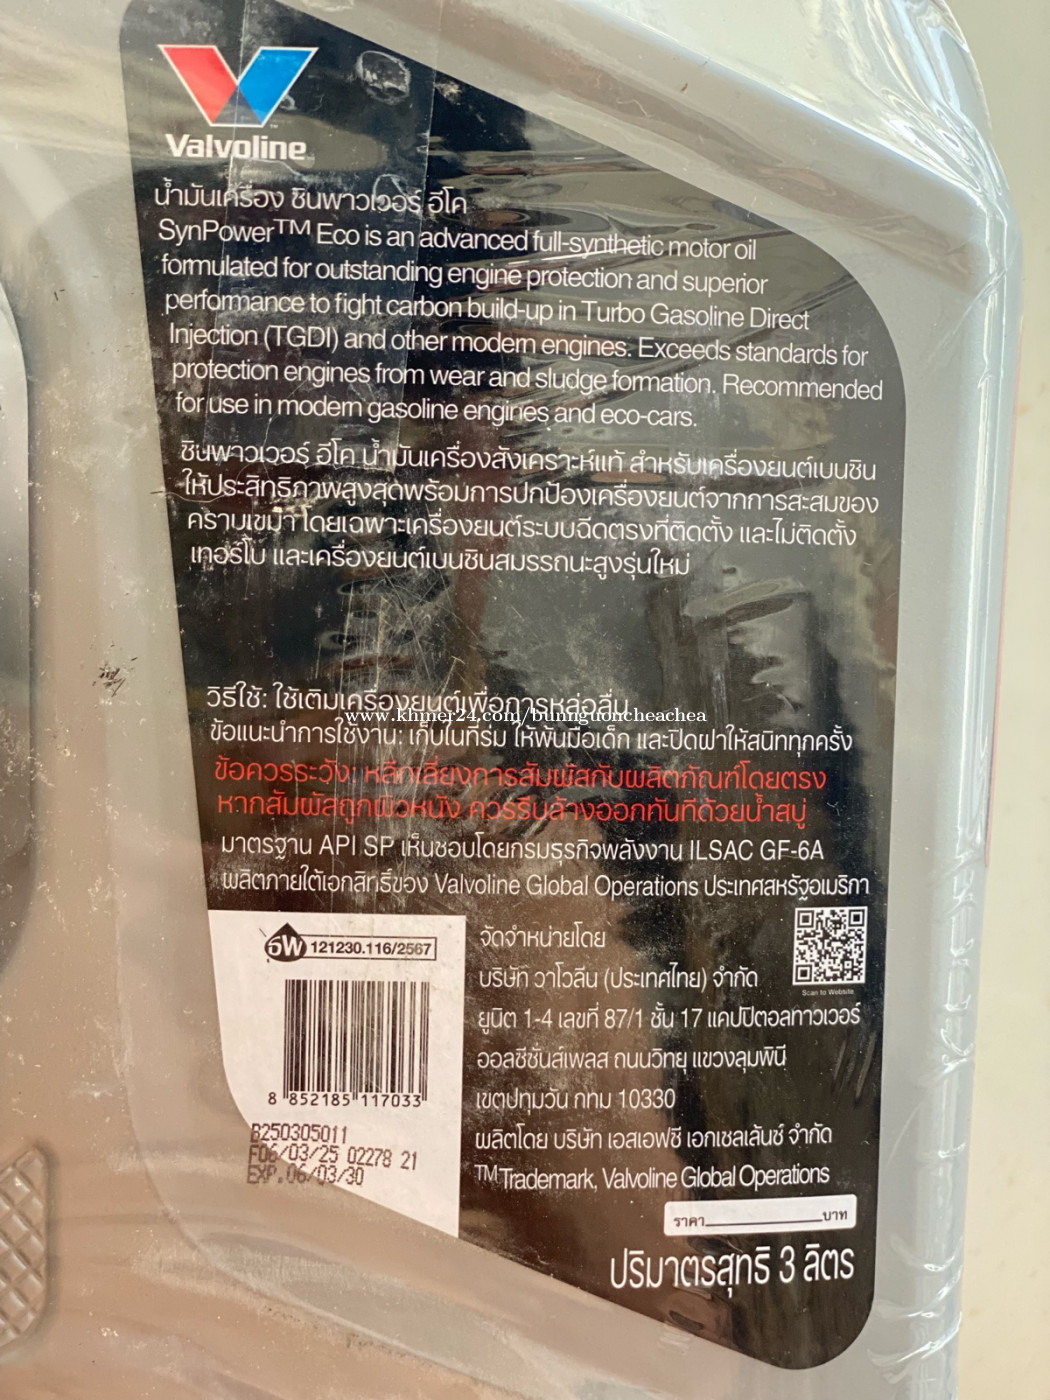 Valvoline
น้ำมันเครื่อง ซินพาวเวอร์ อีโค
SynPower™ Eco is an advanced full-synthetic motor oil
formulated for outstanding engine protection and superior
performance to fight carbon build-up in Turbo Gasoline Direct
Injection (TGDI) and other modern engines. Exceeds standards for
protection engines from wear and sludge formation. Recommended
for use in modern gasoline engines and eco-cars.
ซินพาวเวอร์ อีโค น้ำมันเครื่องสังเคราะห์แท้ สำหรับเครื่องยนต์เบนซิน
ให้ประสิทธิภาพสูงสุดพร้อมการปกป้องเครื่องยนต์จากการสะสมของ
คราบเขม่า โดยเฉพาะเครื่องยนต์ระบบฉีดตรงที่ติดตั้ง และไม่ติดตั้ง
เทอร์โบ และเครื่องยนต์เบนซินสมรรถนะสูงรุ่นใหม่
วิธีใช้: ใช้เติมเครื่องยนต์เพื่อการหล่อลื่น
www.khmer24.com/bunnguoncheachea
ข้อแนะนำการใช้งาน: เก็บในที่ร่ม ให้พ้นมือเด็ก และปิดฝาให้สนิททุกครั้ง
ข้อควรระวัง: หลีกเลี่ยงการสัมผัสกับผลิตภัณฑ์โดยตรง
หากสัมผัสถูกผิวหนัง ควรรีบล้างออกทันทีด้วยน้ำสบู่
มาตรฐาน API SP เห็นชอบโดยกรมธุรกิจพลังงาน ILSAC GF-6A
ผลิตภายใต้เอกสิทธิ์ของ Valvoline Global Operations ประเทศสหรัฐอเมริกา
ธพ 121230.116/2567
8 852185 117033
B250305011
F06/03/25 02278 21
EXP.06/03/30
จัดจำหน่ายโดย
บริษัท วาโวลีน (ประเทศไทย) จำกัด
ยูนิต 1-4 เลขที่ 87/1 ชั้น 17 แคปปิตอลทาวเวอร์
ออลซีซั่นส์เพลส ถนนวิทยุ แขวงลุมพินี
เขตปทุมวัน กทม 10330
ผลิตโดย บริษัท เอสเอฟซี เอกเซลเล้นซ์ จำกัด
™Trademark, Valvoline Global Operations
Scan to Website
ราคา บาท
ปริมาตรสุทธิ 3 ลิตร